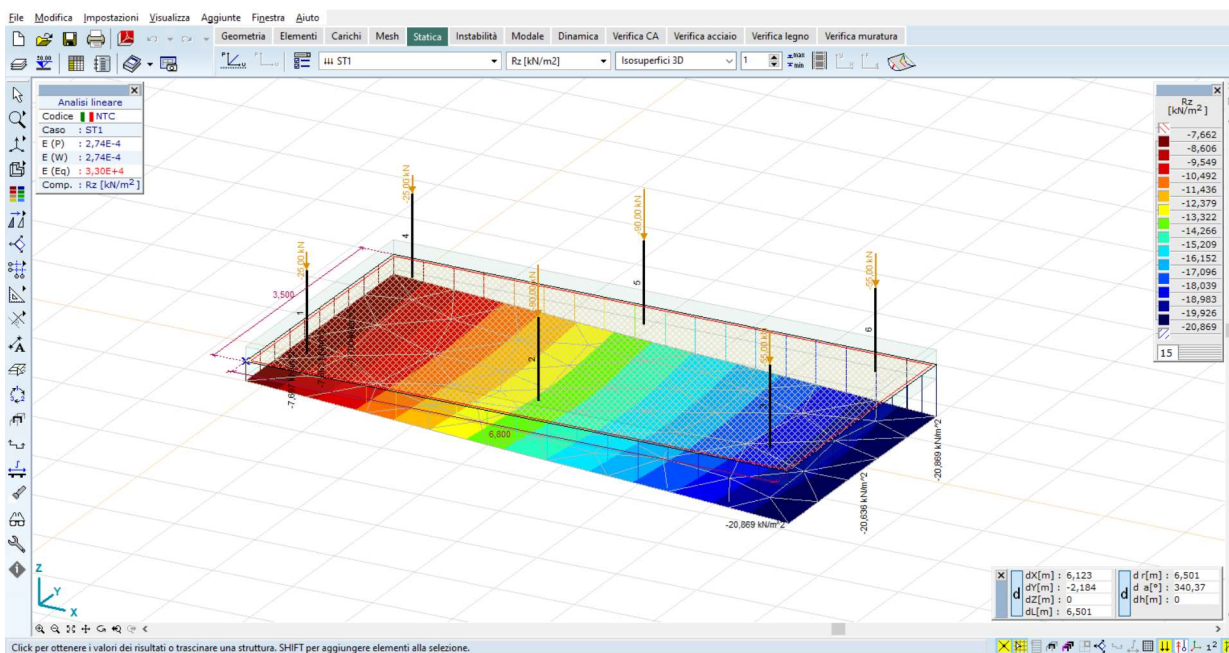 File Modifica Impostazioni Visualizza Aggiunte Finestra Aiuto
Geometria Elementi Carichi Mesh Statica Instabilità Modale Dinamica Verifica CA Verifica acciaio Verifica legno Verifica muratura
ST1 Rz [kN/m2] Isosuperfici 3D 1
Analisi lineare
Codice NTC
Caso : ST1
E (P) : 2,74E-4
E (W) : 2,74E-4
E (Eq) : 3,30E+4
Comp. : Rz [kN/m2]
Rz
[kN/m2]
-7,662
-8,606
-9,549
-10,492
-11,436
-12,379
-13,322
-14,266
-15,209
-16,152
-17,096
-18,039
-18,983
-19,926
-20,869
15
-25,00 kN
4
-90,00 kN
5
-55,00 kN
6
-25,00 kN
1
-90,00 kN
2
-55,00 kN
3,500
6,800
-20,869 kN/m^2
-20,636 kN/m^2
-20,869 kN/m^2
Z
Y
X
dX[m] : 6,123
dY[m] : -2,184
dZ[m] : 0
dL[m] : 6,501
d r[m] : 6,501
d a[°] : 340,37
dh[m] : 0
Click per ottenere i valori dei risultati o trascinare una struttura. SHIFT per aggiungere elementi alla selezione.